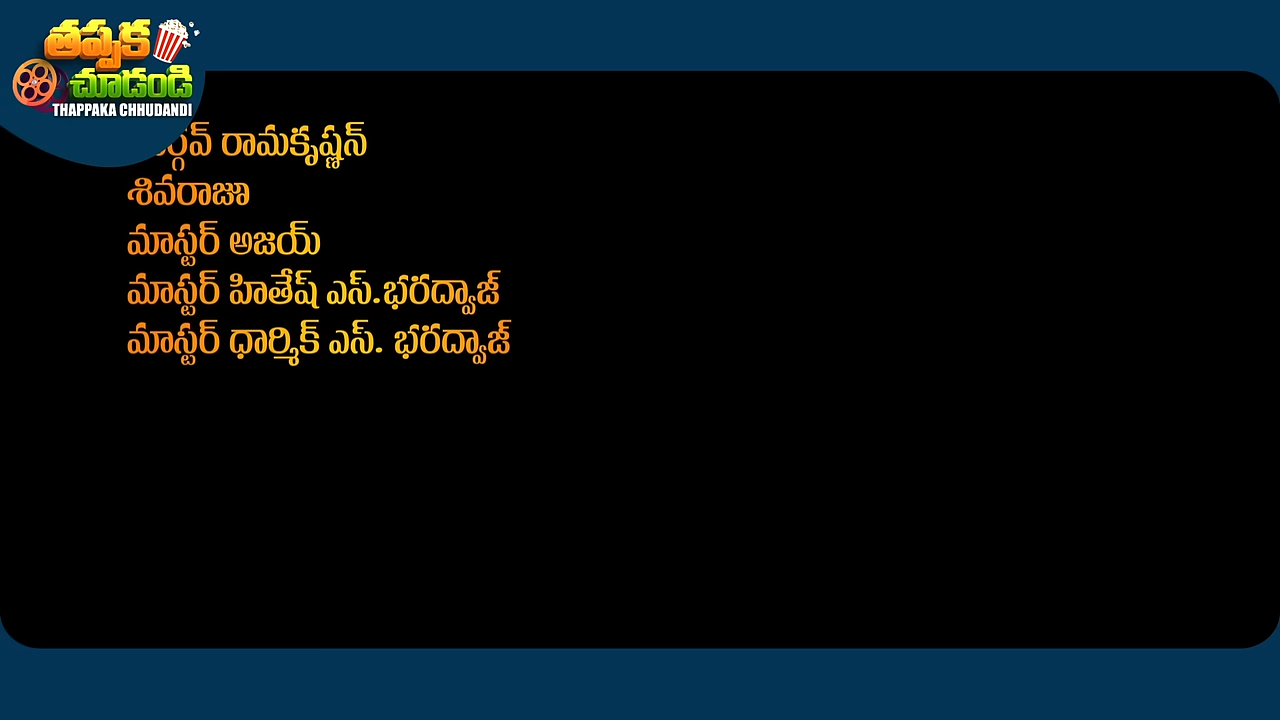 తప్పక
చూడండి
THAPPAKA CHHUDANDI
రామకృష్ణన్
శివరాజు
మాస్టర్ అజయ్
మాస్టర్ హితేష్ ఎస్.భరద్వాజ్
మాస్టర్ ధార్మిక్ ఎస్. భరద్వాజ్